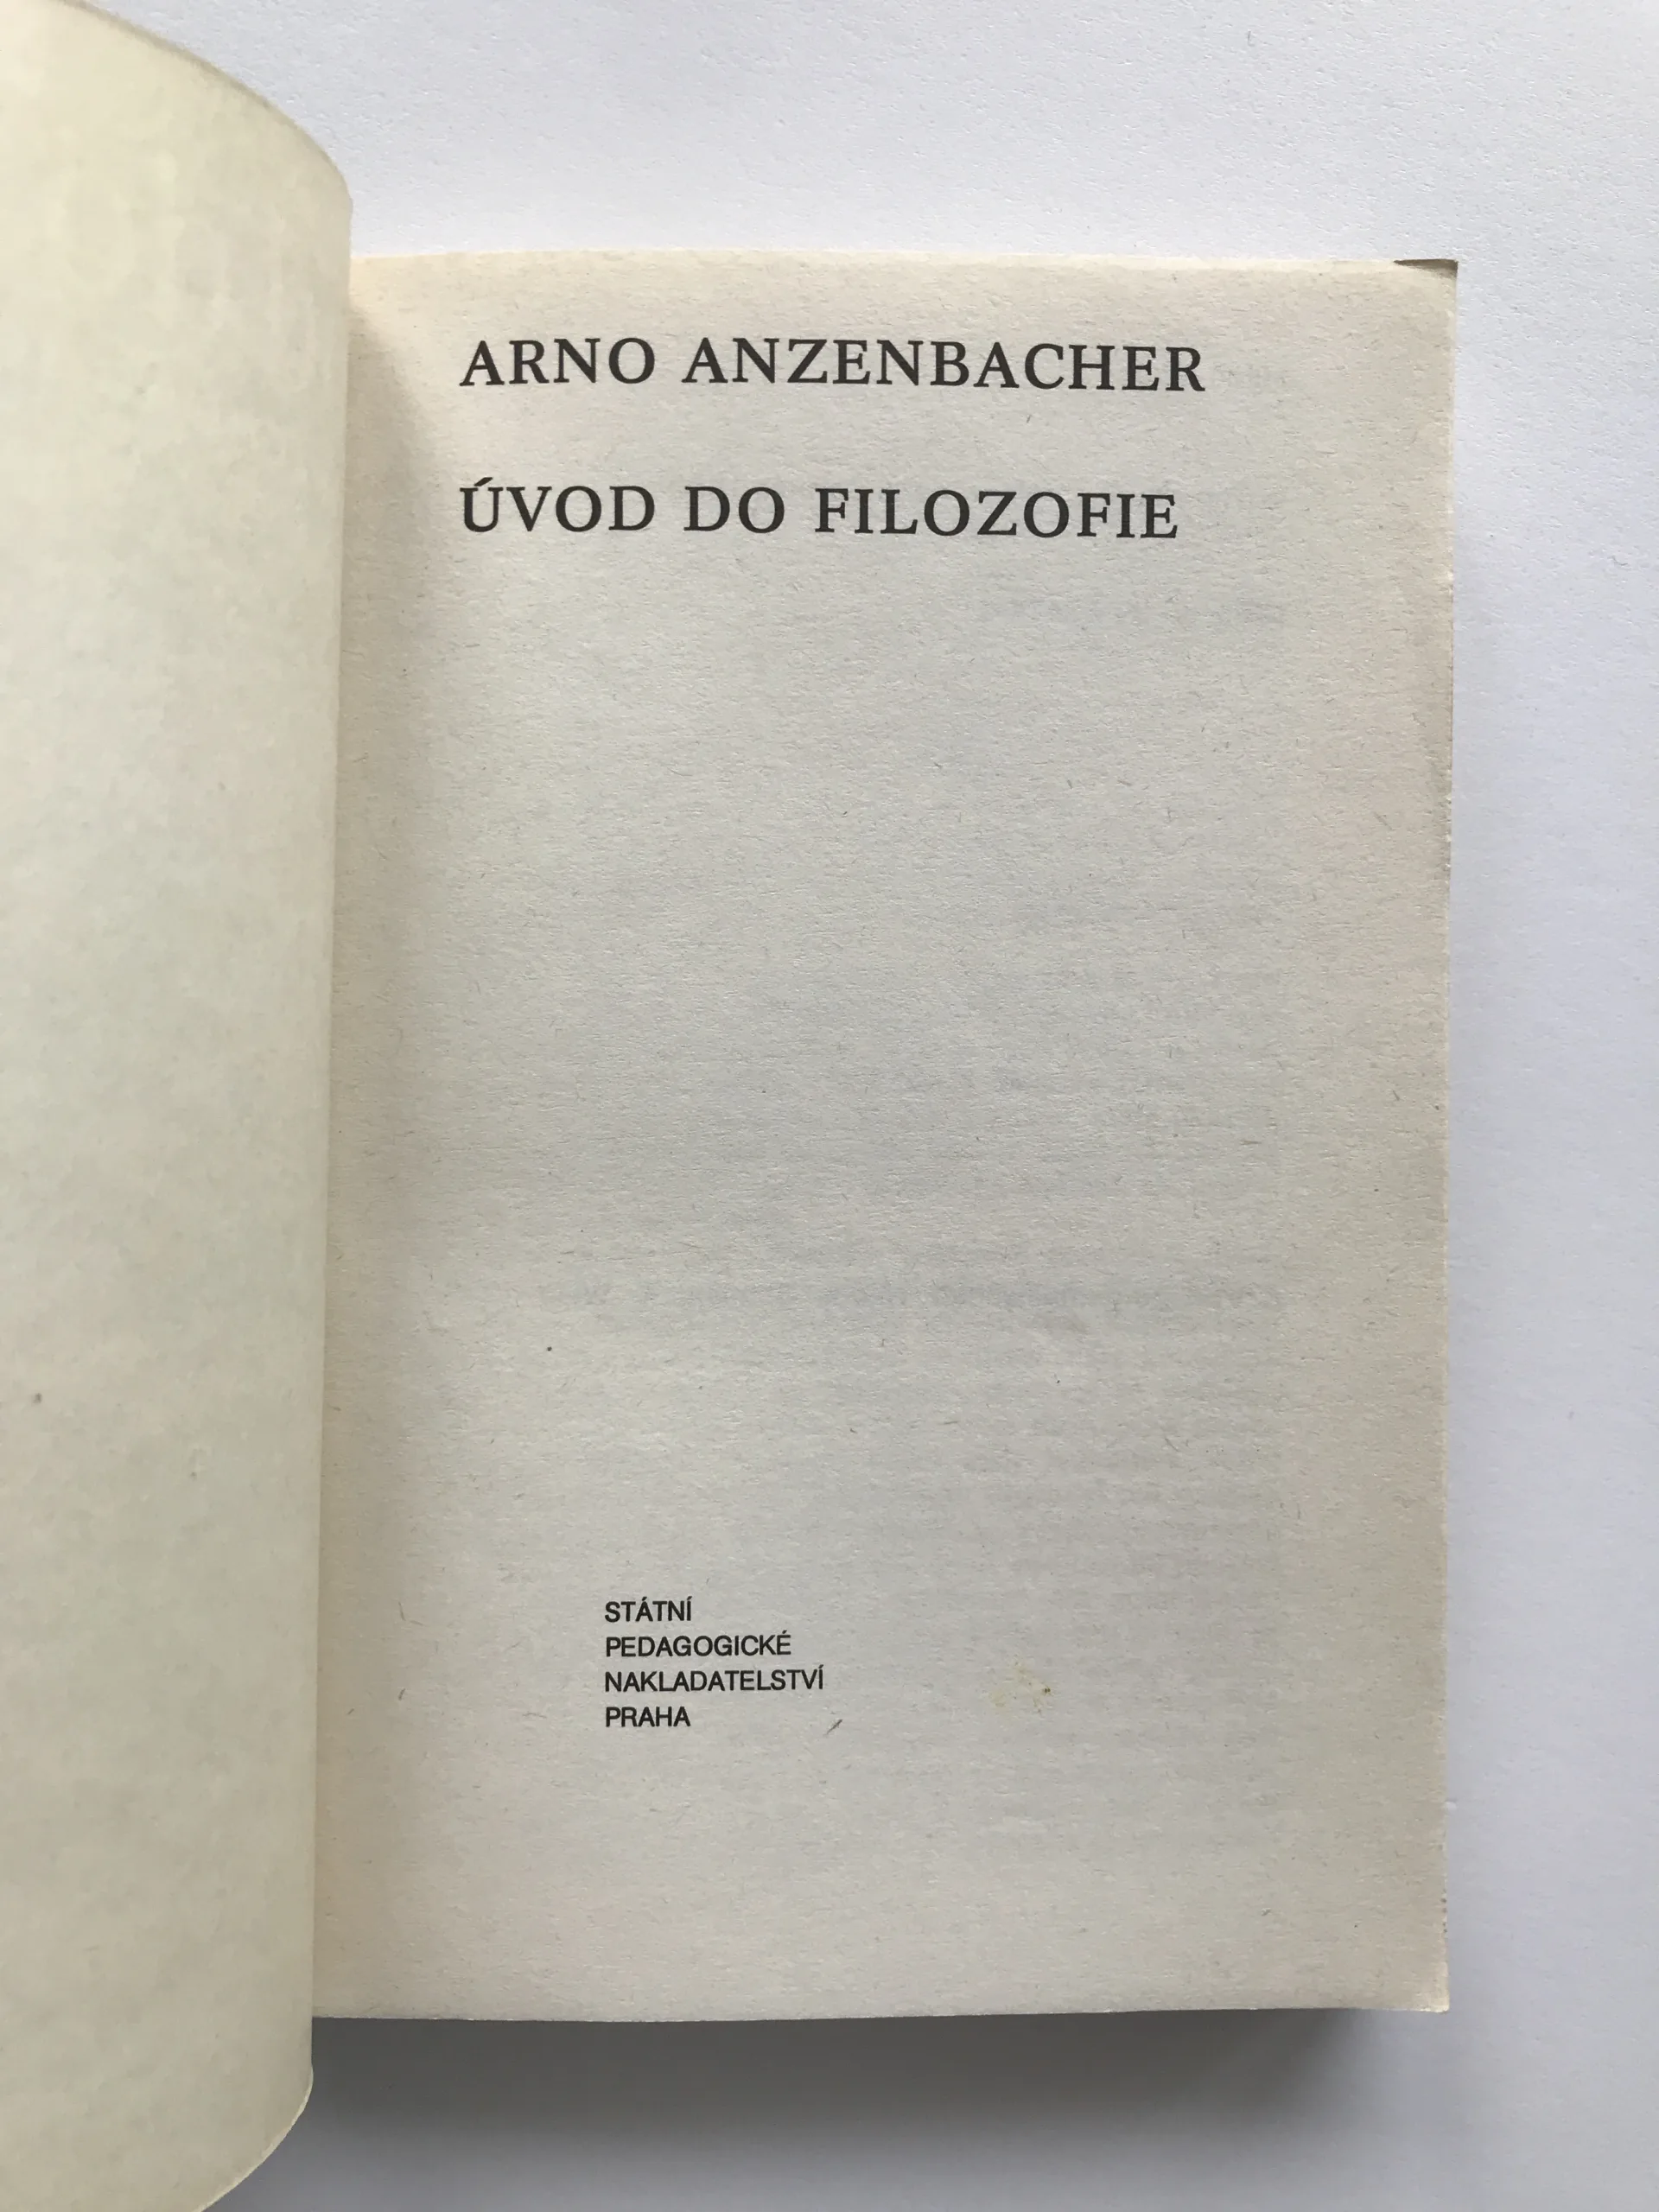 ARNO ANZENBACHER
ÚVOD DO FILOZOFIE
STÁTNÍ
PEDAGOGICKÉ
NAKLADATELSTVÍ
PRAHA